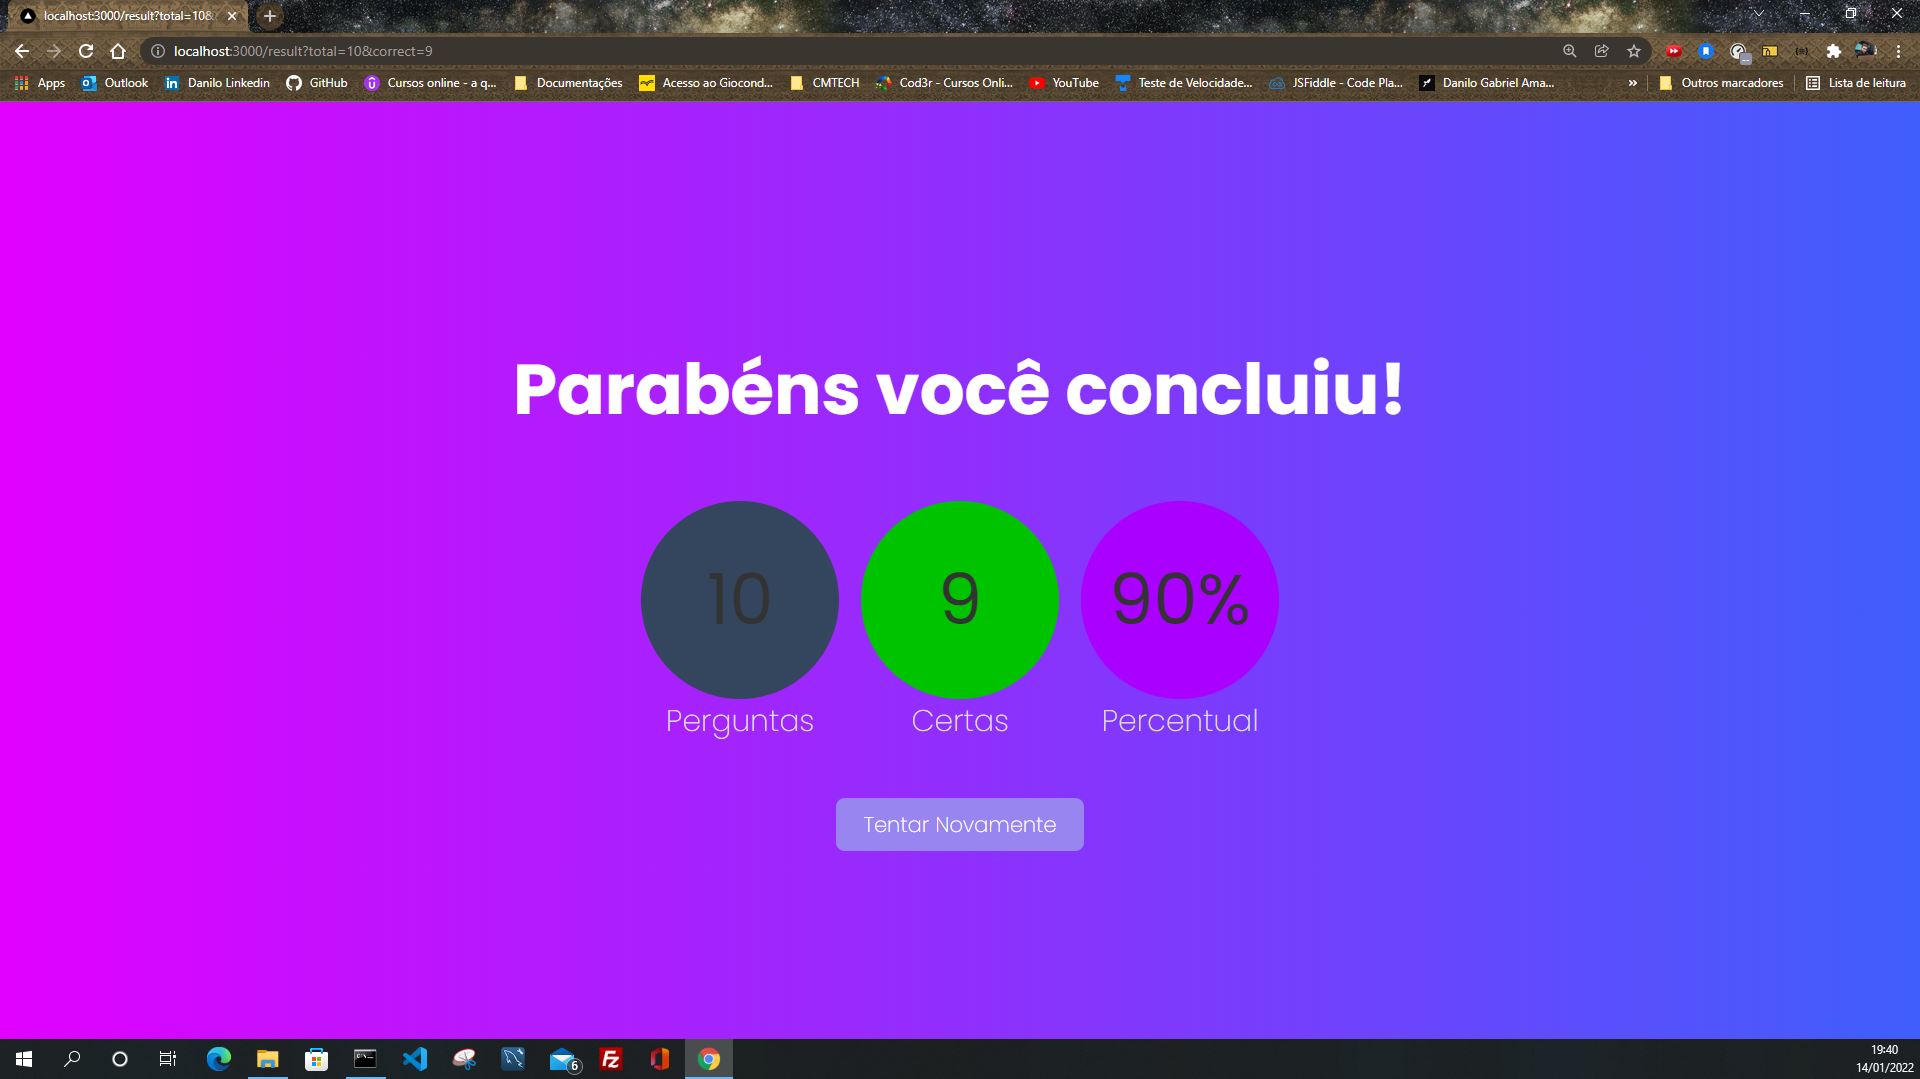 localhost:3000/result?total=10&
localhost:3000/result?total=10&correct=9
Apps
Outlook
Danilo Linkedin
GitHub
Cursos online - a q...
Documentações
Acesso ao Giocond...
CMTECH
Cod3r - Cursos Onli...
YouTube
Teste de Velocidade...
JSFiddle - Code Pla...
Danilo Gabriel Ama...
»
Outros marcadores
Lista de leitura
Parabéns você concluiu!
10
9
90%
Perguntas
Certas
Percentual
Tentar Novamente
6
Fz
19:40
14/01/2022